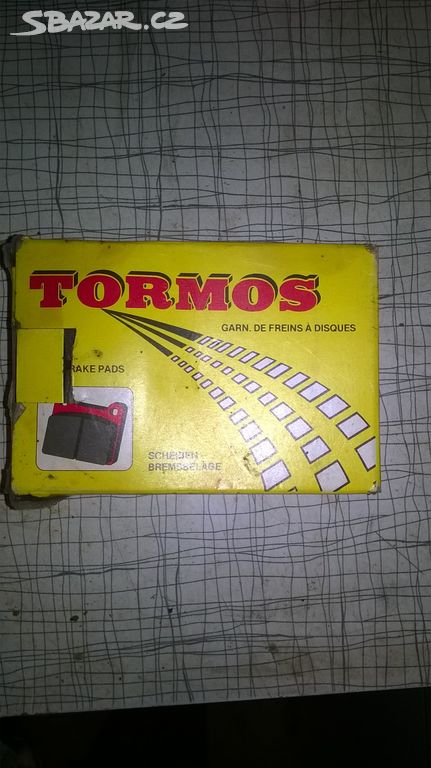 SBAZAR.CZ
TORMOS
GARN. DE FREINS À DISQUES
RAKE PADS
SCHEIBEN-
BREMSBELÄGE